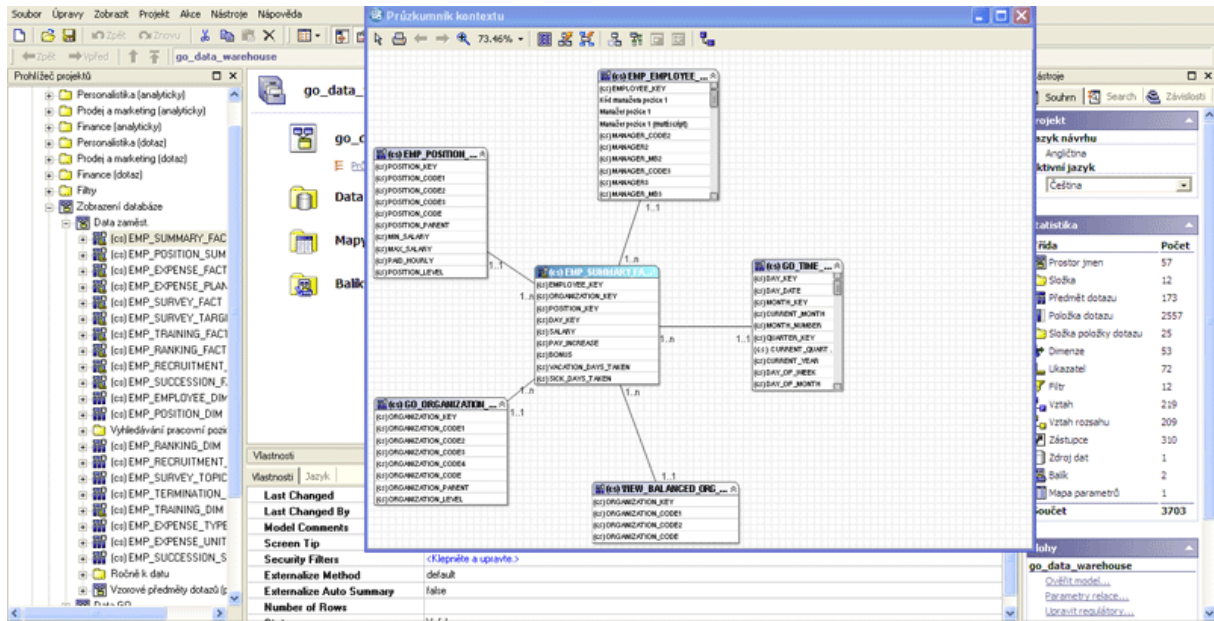 Soubor Úpravy Zobrazit Projekt Akce Nástroje Nápověda
Průzkumník kontextu
Zpět Znovu
73.46%
Zpět Vpřed go_data_warehouse
Prohlížeč projektů
Personalistika (analyticky)
Prodej a marketing (analyticky)
Finance (analyticky)
Personalistika (dotaz)
Prodej a marketing (dotaz)
Finance (dotaz)
Filtry
Zobrazení databáze
Data zaměst.
(cs) EMP_SUMMARY_FAC
(cs) EMP_POSITION_SUM
(cs) EMP_EXPENSE_FACT
(cs) EMP_EXPENSE_PLAN
(cs) EMP_SURVEY_FACT
(cs) EMP_SURVEY_TARGI
(cs) EMP_TRAINING_FACT
(cs) EMP_RANKING_FACT
(cs) EMP_RECRUITMENT_
(cs) EMP_SUCCESSION_F.
(cs) EMP_EMPLOYEE_DIM
(cs) EMP_POSITION_DIM
Vyhledávání pracovní pozic
(cs) EMP_RANKING_DIM
(cs) EMP_RECRUITMENT_
(cs) EMP_SURVEY_TOPIC
(cs) EMP_TERMINATION_
(cs) EMP_TRAINING_DIM
(cs) EMP_EXPENSE_TYPE
(cs) EMP_EXPENSE_UNIT
(cs) EMP_SUCCESSION_S
Ročně k datu
Vzorové předměty dotazů (p
Data GO
go_data_
go_d
Prů
Data
Mapy
Balík
(cs) EMP_EMPLOYEE_...
(cs) EMPLOYEE_KEY
Kód manažera pozice 1
Manažer pozice 1
Manažer pozice 1 (multiscript)
(cs) MANAGER_CODE2
(cs) MANAGER2
(cs) MANAGER_MB2
(cs) MANAGER_CODE3
(cs) MANAGER3
(cs) MANAGER_MB3
1..1
1..n
(cs) EMP_POSITION_...
(cs) POSITION_KEY
(cs) POSITION_CODE1
(cs) POSITION_CODE2
(cs) POSITION_CODE3
(cs) POSITION_CODE
(cs) POSITION_PARENT
(cs) MIN_SALARY
(cs) MAX_SALARY
(cs) PAID_HOURLY
(cs) POSITION_LEVEL
1..1
1..n
(cs) EMP_SUMMARY_FA...
(cs) EMPLOYEE_KEY
(cs) ORGANIZATION_KEY
(cs) POSITION_KEY
(cs) DAY_KEY
(cs) SALARY
(cs) PAY_INCREASE
(cs) BONUS
(cs) VACATION_DAYS_TAKEN
(cs) SICK_DAYS_TAKEN
1..n
1..1
(cs) GO_TIME_...
(cs) DAY_KEY
(cs) DAY_DATE
(cs) MONTH_KEY
(cs) CURRENT_MONTH
(cs) MONTH_NUMBER
(cs) QUARTER_KEY
(cs) CURRENT_QUART.
(cs) CURRENT_YEAR
(cs) DAY_OF_WEEK
(cs) DAY_OF_MONTH
1..n
1..1
(cs) GO_ORGANIZATION_...
(cs) ORGANIZATION_KEY
(cs) ORGANIZATION_CODE1
(cs) ORGANIZATION_CODE2
(cs) ORGANIZATION_CODE3
(cs) ORGANIZATION_CODE4
(cs) ORGANIZATION_CODE
(cs) ORGANIZATION_PARENT
(cs) ORGANIZATION_LEVEL
1..n
1..1
(cs) VIEW_BALANCED_ORG_...
(cs) ORGANIZATION_KEY
(cs) ORGANIZATION_CODE1
(cs) ORGANIZATION_CODE2
(cs) ORGANIZATION_CODE
Vlastnosti
Vlastnosti Jazyk
Last Changed
Last Changed By
Model Comments
Screen Tip
Security Filters <Klepněte a upravte.>
Externalize Method default
Externalize Auto Summary false
Number of Rows
ástroje
Souhrn Search Závislosti
rojekt
azyk návrhu
Angličtina
ktivní jazyk
Čeština
tatistika
řída Počet
Prostor jmen 57
Složka 12
Předmět dotazu 173
Položka dotazu 2557
Složka položky dotazu 25
Dimenze 53
Ukazatel 72
Filtr 12
Vztah 219
Vztah rozsahu 209
Zástupce 310
Zdroj dat 1
Balík 2
Mapa parametrů 1
oučet 3703
lohy
go_data_warehouse
Ověřit model...
Parametry relace...
Upravit regulátory...